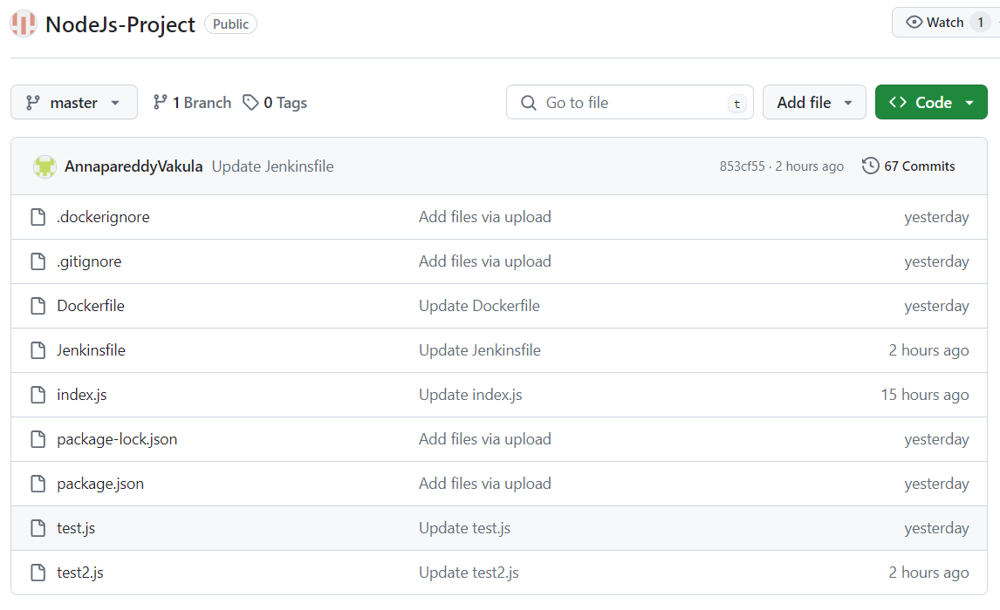 NodeJs-Project Public Watch 1
master 1 Branch 0 Tags Go to file t Add file Code
AnnapareddyVakula Update Jenkinsfile 853cf55 · 2 hours ago 67 Commits
.dockerignore Add files via upload yesterday
.gitignore Add files via upload yesterday
Dockerfile Update Dockerfile yesterday
Jenkinsfile Update Jenkinsfile 2 hours ago
index.js Update index.js 15 hours ago
package-lock.json Add files via upload yesterday
package.json Add files via upload yesterday
test.js Update test.js yesterday
test2.js Update test2.js 2 hours ago